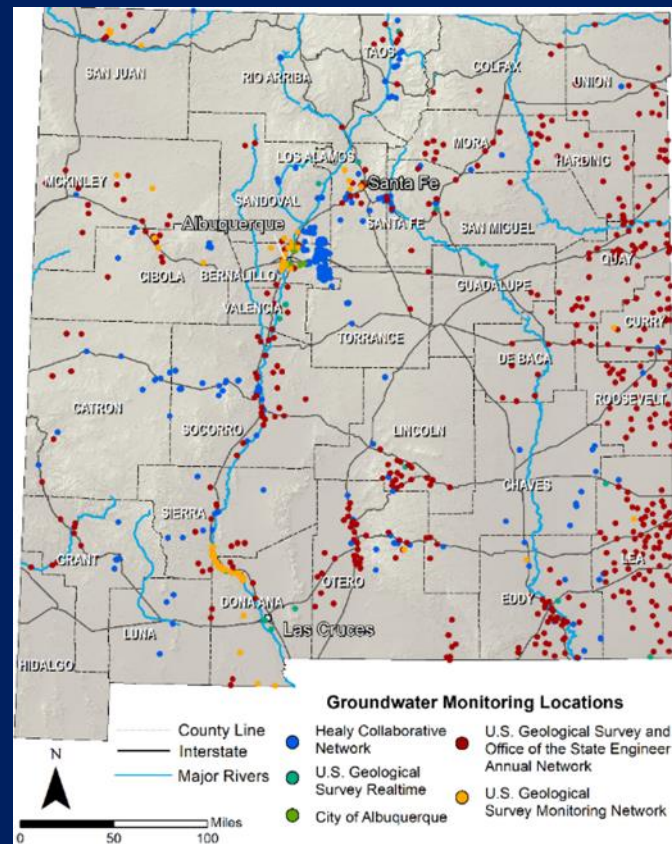 TAOS
COLFAX
SAN JUAN
RIO ARRIBA
UNION
MORA
LOS ALAMOS
HARDING
MCKINLEY
Santa Fe
SANDOVAL
Albuquerque
SANTA FE
SAN MIGUEL
QUAY
CIBOLA
BERNALILLO
GUADALUPE
VALENCIA
CURRY
TORRANCE
DE BACA
ROOSEVELT
CATRON
LINCOLN
SOCORRO
CHAVES
SIERRA
GRANT
LEA
OTERO
DONA ANA
EDDY
LUNA
Las Cruces
HIDALGO
Groundwater Monitoring Locations
County Line
Interstate
Major Rivers
Healy Collaborative
Network
U.S. Geological
Survey Realtime
City of Albuquerque
U.S. Geological Survey and
Office of the State Engineer
Annual Network
U.S. Geological
Survey Monitoring Network
N
Miles
0 50 100